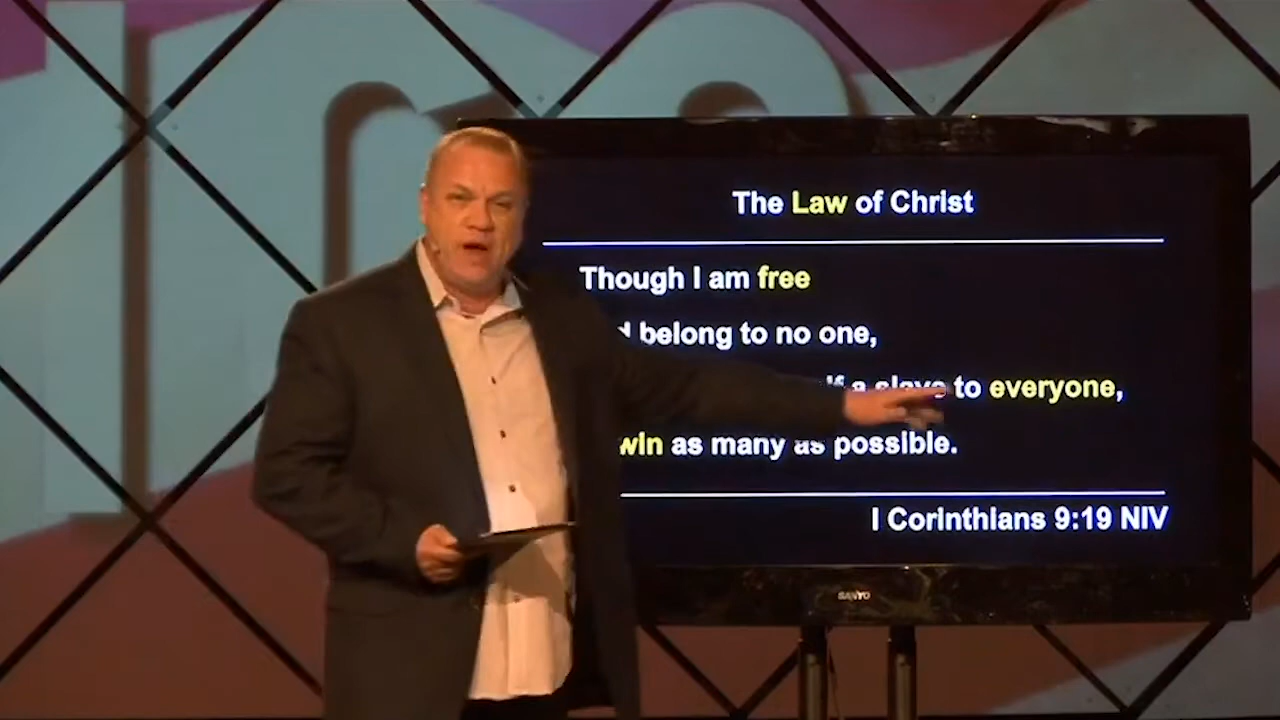 The Law of Christ
Though I am free
belong to no one,
a slave to everyone,
win as many as possible.
I Corinthians 9:19 NIV
SANYO